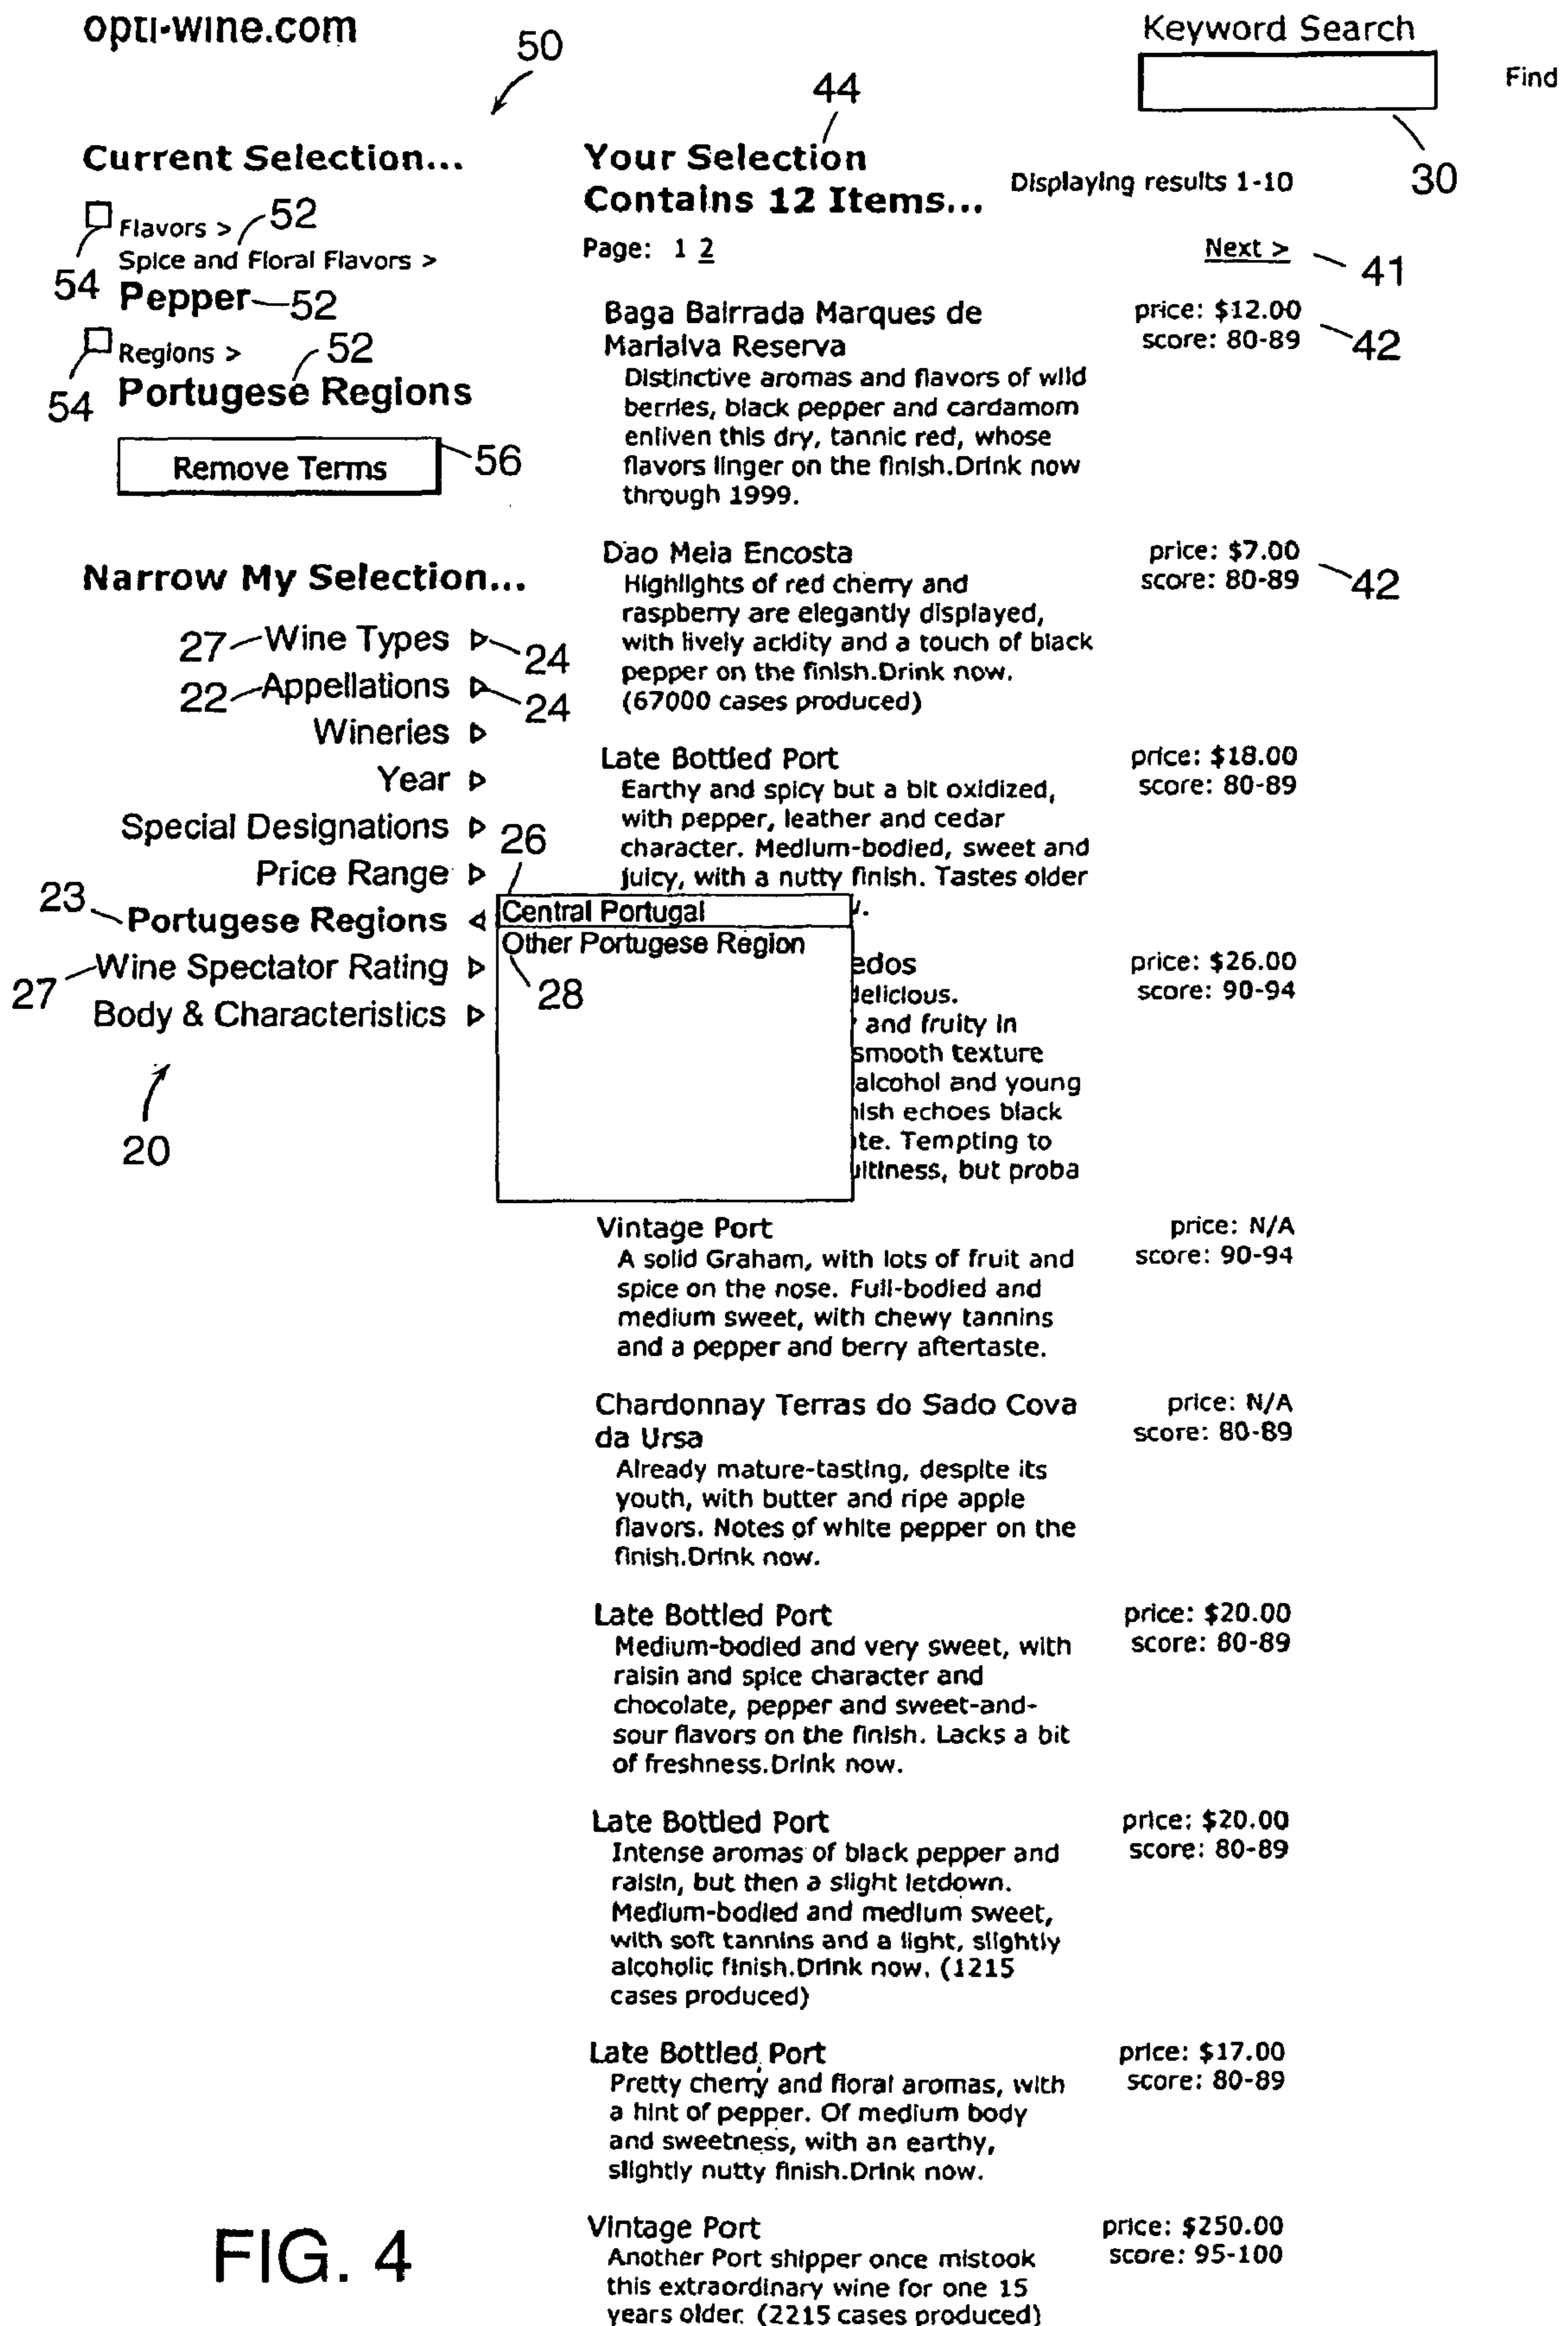 opti-wine.com
50
44
Keyword Search
Find
30
Current Selection...
Flavors > 52
54
Spice and Floral Flavors >
Pepper 52
Regions > 52
54
Portugese Regions
Remove Terms 56
Your Selection
Contains 12 Items...
Displaying results 1-10
Page: 1 2
Next > 41
Narrow My Selection...
27 Wine Types 24
22 Appellations 24
Wineries
Year
Special Designations
Price Range
23 Portugese Regions
27 Wine Spectator Rating
Body & Characteristics
20
26
Central Portugal
Other Portugese Region
28
Baga Bairrada Marques de
Marialva Reserva
price: $12.00
score: 80-89 42
Distinctive aromas and flavors of wild
berries, black pepper and cardamom
enliven this dry, tannic red, whose
flavors linger on the finish.Drink now
through 1999.
Dao Meia Encosta
price: $7.00
score: 80-89 42
Highlights of red cherry and
raspberry are elegantly displayed,
with lively acidity and a touch of black
pepper on the finish.Drink now.
(67000 cases produced)
Late Bottled Port
price: $18.00
score: 80-89
Earthy and spicy but a bit oxidized,
with pepper, leather and cedar
character. Medium-bodied, sweet and
juicy, with a nutty finish. Tastes older
price: $26.00
score: 90-94
and fruity in
smooth texture
alcohol and young
echoes black
Tempting to
but proba
Vintage Port
price: N/A
score: 90-94
A solid Graham, with lots of fruit and
spice on the nose. Full-bodied and
medium sweet, with chewy tannins
and a pepper and berry aftertaste.
Chardonnay Terras do Sado Cova
da Ursa
price: N/A
score: 80-89
Already mature-tasting, despite its
youth, with butter and ripe apple
flavors. Notes of white pepper on the
finish.Drink now.
Late Bottled Port
price: $20.00
score: 80-89
Medium-bodied and very sweet, with
raisin and spice character and
chocolate, pepper and sweet-and-
sour flavors on the finish. Lacks a bit
of freshness.Drink now.
Late Bottled Port
price: $20.00
score: 80-89
Intense aromas of black pepper and
raisin, but then a slight letdown.
Medium-bodied and medium sweet,
with soft tannins and a light, slightly
alcoholic finish.Drink now. (1215
cases produced)
Late Bottled Port
price: $17.00
score: 80-89
Pretty cherry and floral aromas, with
a hint of pepper. Of medium body
and sweetness, with an earthy,
slightly nutty finish.Drink now.
Vintage Port
price: $250.00
score: 95-100
Another Port shipper once mistook
this extraordinary wine for one 15
years older. (2215 cases produced)
FIG. 4